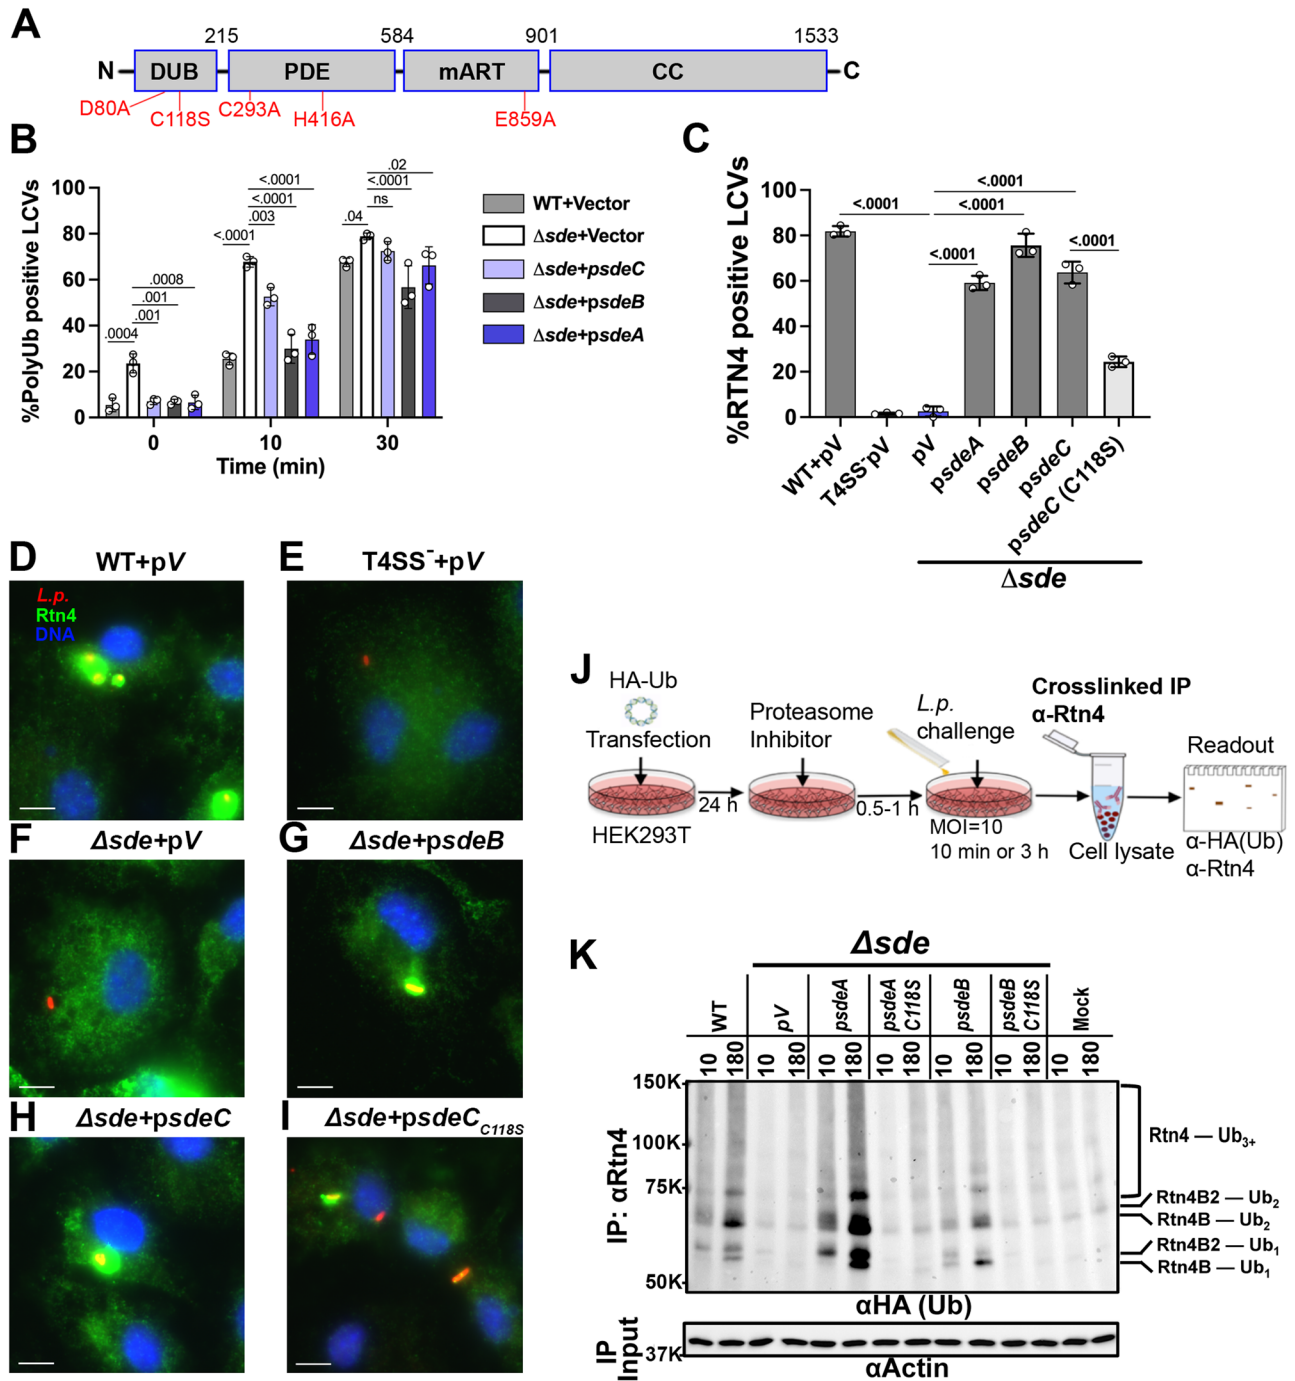 A
215 584 901 1533
N DUB PDE mART CC C
D80A C118S C293A H416A E859A
B
%PolyUb positive LCVs
100
80
60
40
20
0
.0004 .001 .001 .0008
<.0001 .003 <.0001 <.0001
.04 ns <.0001 .02
0 10 30
Time (min)
WT+Vector
Δsde+Vector
Δsde+psdeC
Δsde+psdeB
Δsde+psdeA
C
%RTN4 positive LCVs
100
80
60
40
20
0
<.0001
<.0001 <.0001 <.0001
<.0001
WT+pV T4SS⁻pV pV psdeA psdeB psdeC psdeC (C118S)
Δsde
D WT+pV
L.p.
Rtn4
DNA
E T4SS⁻+pV
F Δsde+pV
G Δsde+psdeB
H Δsde+psdeC
I Δsde+psdeC C118S
J
HA-Ub
Transfection
HEK293T
24 h
Proteasome
Inhibitor
0.5-1 h
L.p.
challenge
MOI=10
10 min or 3 h
Crosslinked IP
α-Rtn4
Cell lysate
Readout
α-HA(Ub)
α-Rtn4
K
Δsde
WT pV psdeA psdeA C118S psdeB psdeB C118S Mock
10 180 10 180 10 180 10 180 10 180 10 180 10 180
IP: αRtn4
150K
100K
75K
50K
Rtn4 — Ub3+
Rtn4B2 — Ub2
Rtn4B — Ub2
Rtn4B2 — Ub1
Rtn4B — Ub1
αHA (Ub)
IP
Input
37K
αActin